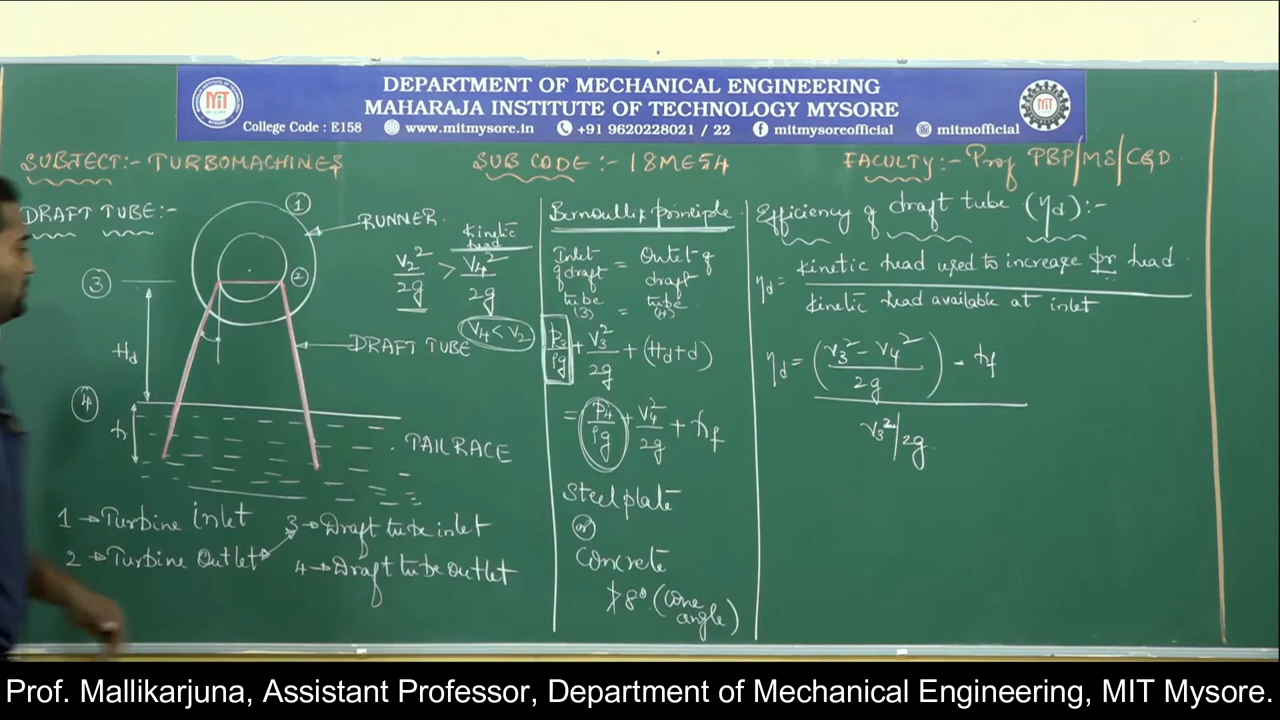 DEPARTMENT OF MECHANICAL ENGINEERING
MAHARAJA INSTITUTE OF TECHNOLOGY MYSORE
College Code : E158 www.mitmysore.in +91 9620228021 / 22 mitmysoreofficial mitmofficial
MIT
MIT
SUBJECT:- TURBOMACHINES
SUB CODE :- 18ME54
FACULTY:- Prof PBP/MS/CGD
DRAFT TUBE:-
1
RUNNER
2
3
Hd
DRAFT TUBE
4
h
TAILRACE
Kinetic head
V2²/2g > V4²/2g
V4 < V2
1 → Turbine inlet
2 → Turbine Outlet
3 → Draft tube inlet
4 → Draft tube outlet
Bernoulli's principle
Inlet of draft tube (3) = Outlet of draft tube (4)
P3/ρg + V3²/2g + (Hd+d)
= P4/ρg + V4²/2g + hf
Steel plate
or
Concrete
≯ 8° (cone angle)
Efficiency of draft tube (ηd):-
ηd = Kinetic head used to increase pr head / Kinetic head available at inlet
ηd = ((V3² - V4²)/2g) - hf / V3²/2g
Prof. Mallikarjuna, Assistant Professor, Department of Mechanical Engineering, MIT Mysore.